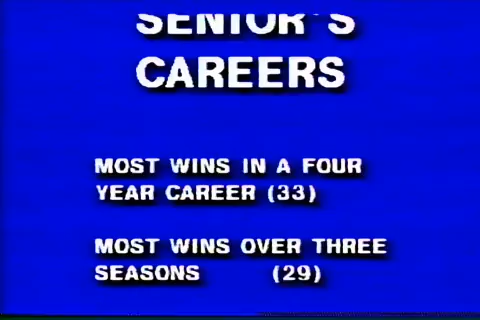 SENIOR'S
CAREERS
MOST WINS IN A FOUR
YEAR CAREER (33)
MOST WINS OVER THREE
SEASONS (29)